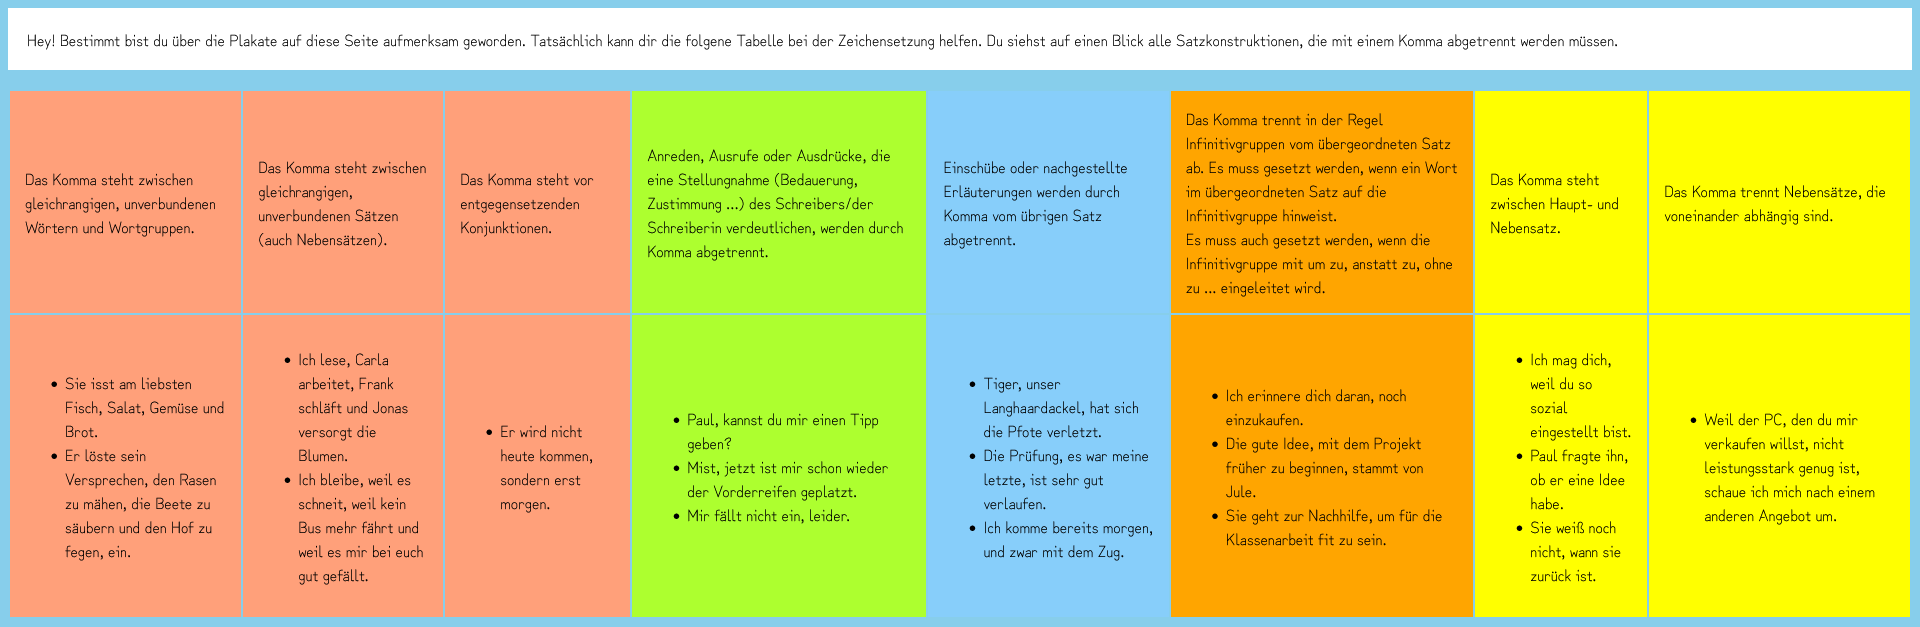 Hey! Bestimmt bist du über die Plakate auf diese Seite aufmerksam geworden. Tatsächlich kann dir die folgene Tabelle bei der Zeichensetzung helfen. Du siehst auf einen Blick alle Satzkonstruktionen, die mit einem Komma abgetrennt werden müssen.
Das Komma steht zwischen
gleichrangigen, unverbundenen
Wörtern und Wortgruppen.
Das Komma steht zwischen
gleichrangigen,
unverbundenen Sätzen
(auch Nebensätzen).
Das Komma steht vor
entgegensetzenden
Konjunktionen.
Anreden, Ausrufe oder Ausdrücke, die
eine Stellungnahme (Bedauerung,
Zustimmung ...) des Schreibers/der
Schreiberin verdeutlichen, werden durch
Komma abgetrennt.
Einschübe oder nachgestellte
Erläuterungen werden durch
Komma vom übrigen Satz
abgetrennt.
Das Komma trennt in der Regel
Infinitivgruppen vom übergeordneten Satz
ab. Es muss gesetzt werden, wenn ein Wort
im übergeordneten Satz auf die
Infinitivgruppe hinweist.
Es muss auch gesetzt werden, wenn die
Infinitivgruppe mit um zu, anstatt zu, ohne
zu ... eingeleitet wird.
Das Komma steht
zwischen Haupt- und
Nebensatz.
Das Komma trennt Nebensätze, die
voneinander abhängig sind.
• Sie isst am liebsten
Fisch, Salat, Gemüse und
Brot.
• Er löste sein
Versprechen, den Rasen
zu mähen, die Beete zu
säubern und den Hof zu
fegen, ein.
• Ich lese, Carla
arbeitet, Frank
schläft und Jonas
versorgt die
Blumen.
• Ich bleibe, weil es
schneit, weil kein
Bus mehr fährt und
weil es mir bei euch
gut gefällt.
• Er wird nicht
heute kommen,
sondern erst
morgen.
• Paul, kannst du mir einen Tipp
geben?
• Mist, jetzt ist mir schon wieder
der Vorderreifen geplatzt.
• Mir fällt nicht ein, leider.
• Tiger, unser
Langhaardackel, hat sich
die Pfote verletzt.
• Die Prüfung, es war meine
letzte, ist sehr gut
verlaufen.
• Ich komme bereits morgen,
und zwar mit dem Zug.
• Ich erinnere dich daran, noch
einzukaufen.
• Die gute Idee, mit dem Projekt
früher zu beginnen, stammt von
Jule.
• Sie geht zur Nachhilfe, um für die
Klassenarbeit fit zu sein.
• Ich mag dich,
weil du so
sozial
eingestellt bist.
• Paul fragte ihn,
ob er eine Idee
habe.
• Sie weiß noch
nicht, wann sie
zurück ist.
• Weil der PC, den du mir
verkaufen willst, nicht
leistungsstark genug ist,
schaue ich mich nach einem
anderen Angebot um.